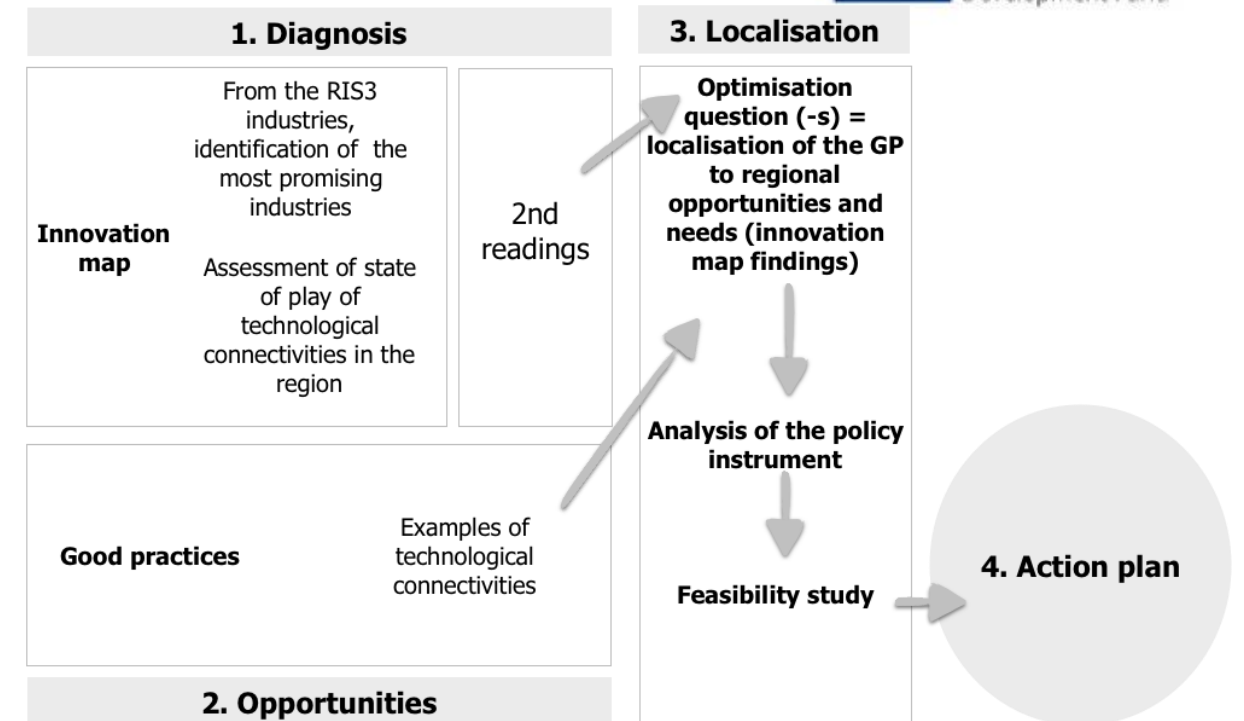 1. Diagnosis
From the RIS3
industries,
identification of the
most promising
industries
Innovation
map
Assessment of state
of play of
technological
connectivities in the
region
2nd
readings
Good practices
Examples of
technological
connectivities
2. Opportunities
3. Localisation
Optimisation
question (-s) =
localisation of the GP
to regional
opportunities and
needs (innovation
map findings)
Analysis of the policy
instrument
Feasibility study
4. Action plan